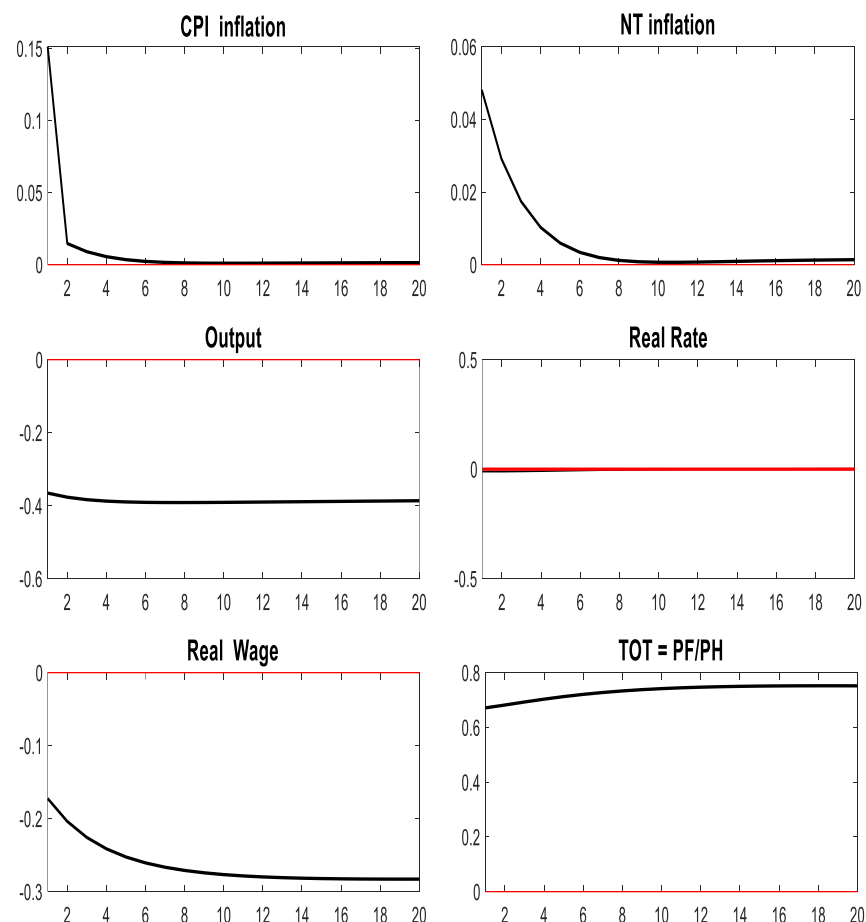 CPI inflation
0.15
0.1
0.05
0
2 4 6 8 10 12 14 16 18 20
NT inflation
0.06
0.04
0.02
0
2 4 6 8 10 12 14 16 18 20
Output
0
-0.2
-0.4
-0.6
2 4 6 8 10 12 14 16 18 20
Real Rate
0.5
0
-0.5
2 4 6 8 10 12 14 16 18 20
Real Wage
0
-0.1
-0.2
-0.3
2 4 6 8 10 12 14 16 18 20
TOT = PF/PH
0.8
0.6
0.4
0.2
0
2 4 6 8 10 12 14 16 18 20